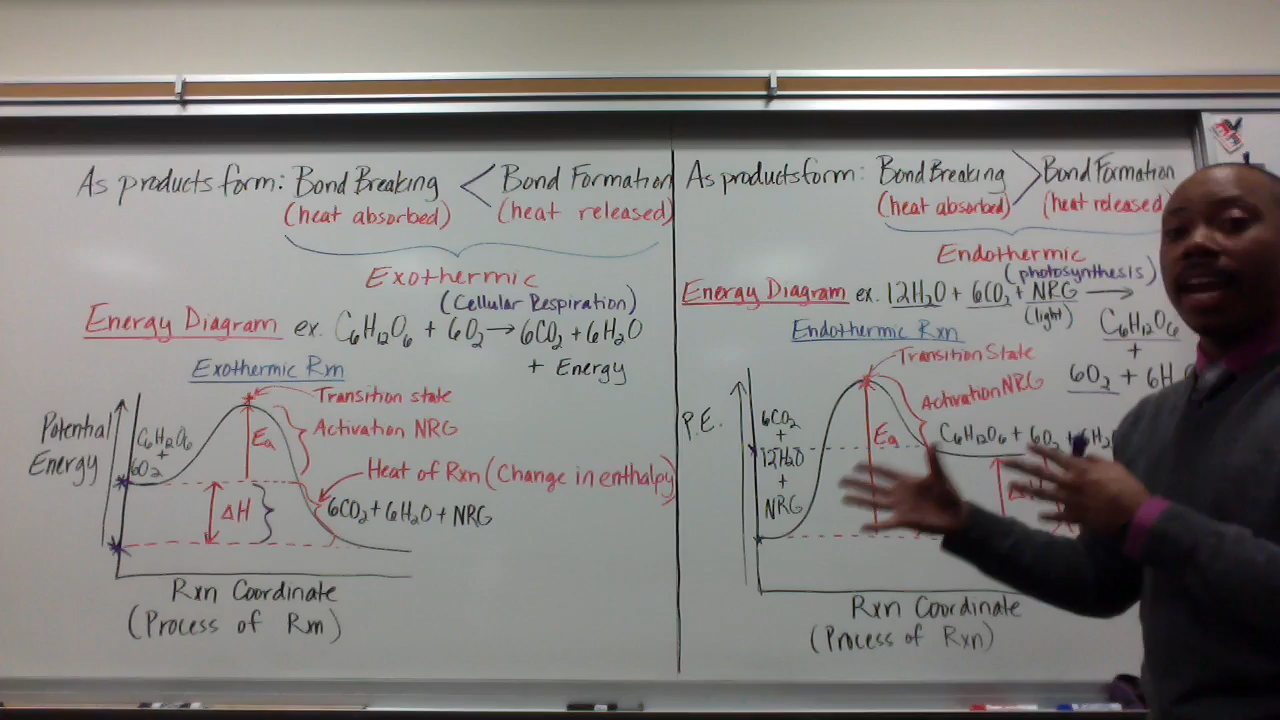 As products form: Bond Breaking < Bond Formation
(heat absorbed) (heat released)
Exothermic
(Cellular Respiration)
Energy Diagram ex. C₆H₁₂O₆ + 6O₂ → 6CO₂ + 6H₂O
+ Energy
Exothermic Rxn
Transition state
Activation NRG
Potential
Energy
C₆H₁₂O₆
+
6O₂
Ea
Heat of Rxn (Change in enthalpy)
ΔH
6CO₂ + 6H₂O + NRG
Rxn Coordinate
(Process of Rxn)
As products form: Bond Breaking > Bond Formation
(heat absorbed) (heat released
Endothermic
(photosynthesis)
Energy Diagram ex. 12H₂O + 6CO₂ + NRG →
(light)
C₆H₁₂O₆
+
6O₂ + 6H
Endothermic Rxn
Transition State
Activation NRG
P.E.
6CO₂
+
12H₂O
+
NRG
Ea
C₆H₁₂O₆ + 6O₂ + 6H₂
Rxn Coordinate
(Process of Rxn)